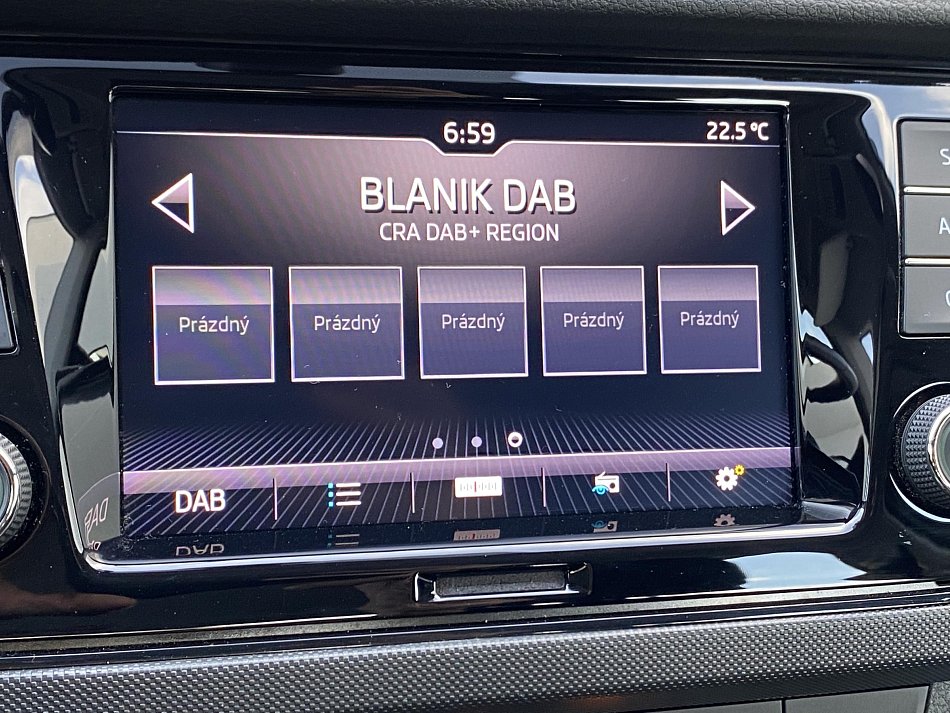 6:59
22.5 °C
BLANIK DAB
CRA DAB+ REGION
Prázdný
Prázdný
Prázdný
Prázdný
Prázdný
DAB